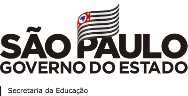 SÃO PAULO
GOVERNO DO ESTADO
Secretaria da Educação